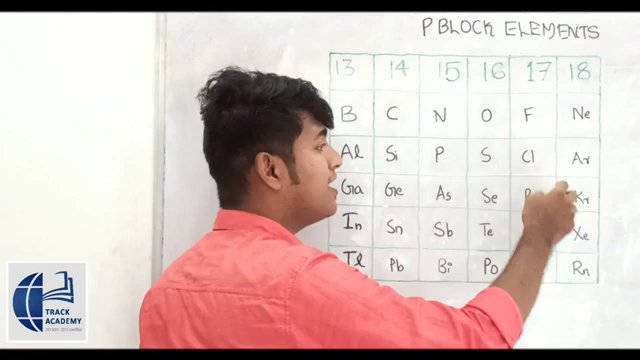 P BLOCK ELEMENTS
13 14 15 16 17 18
B C N O F Ne
Al Si P S Cl Ar
Ga Ge As Se Kr
In Sn Sb Te Xe
Tl Pb Bi Po Rn
TRACK
ACADEMY